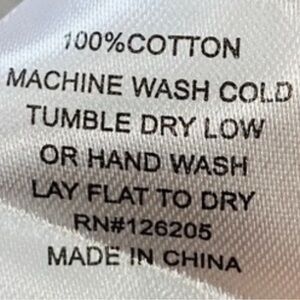 100%COTTON
MACHINE WASH COLD
TUMBLE DRY LOW
OR HAND WASH
LAY FLAT TO DRY
RN#126205
MADE IN CHINA